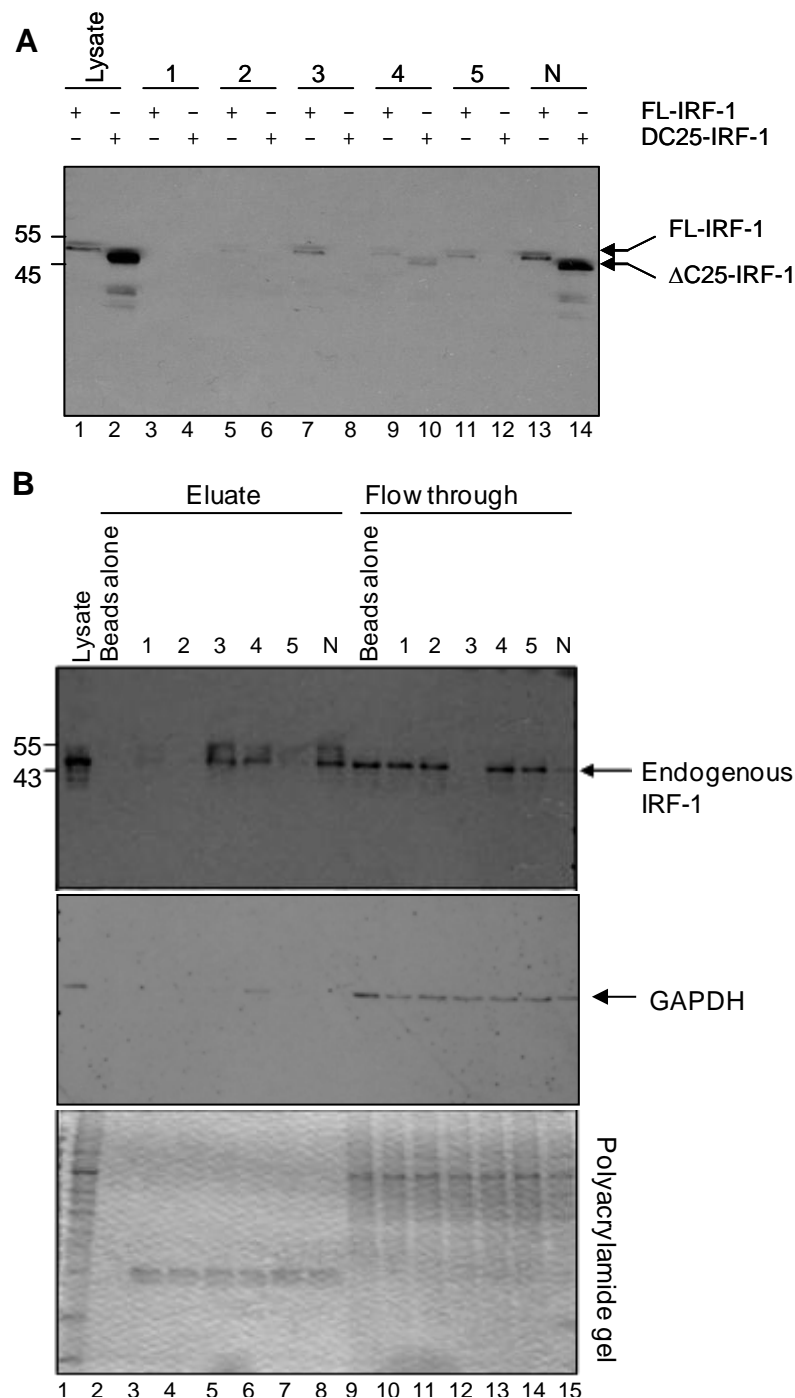 A
Lysate 1 2 3 4 5 N
+ – + – + – + – + – + – + – FL-IRF-1
– + – + – + – + – + – + – + DC25-IRF-1
55
45
FL-IRF-1
ΔC25-IRF-1
1 2 3 4 5 6 7 8 9 10 11 12 13 14
B
Eluate Flow through
Lysate Beads alone 1 2 3 4 5 N Beads alone 1 2 3 4 5 N
55
43
Endogenous
IRF-1
GAPDH
Polyacrylamide gel
1 2 3 4 5 6 7 8 9 10 11 12 13 14 15